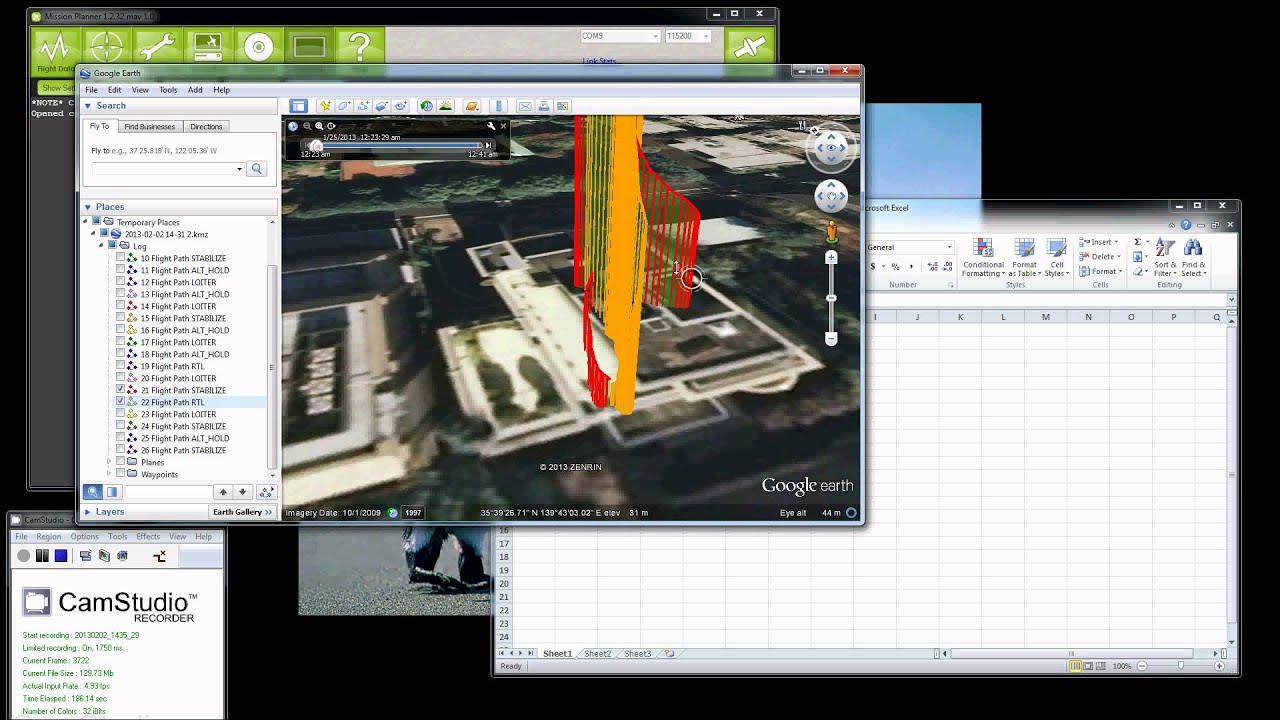 Mission Planner 1.2.32 mav 1.0
COM9
115200
Link Stats...
Flight Data
*NOTE* C
Opened c
Google Earth
File Edit View Tools Add Help
Search
Fly To Find Businesses Directions
Fly to e.g., 37 25.818' N, 122 05.36' W
Places
Temporary Places
2013-02-02 14-31 2.kmz
Log
10 Flight Path STABILIZE
11 Flight Path ALT_HOLD
12 Flight Path LOITER
13 Flight Path ALT_HOLD
14 Flight Path LOITER
15 Flight Path STABILIZE
16 Flight Path ALT_HOLD
17 Flight Path LOITER
18 Flight Path ALT_HOLD
19 Flight Path RTL
20 Flight Path LOITER
21 Flight Path STABILIZE
22 Flight Path RTL
23 Flight Path LOITER
24 Flight Path STABILIZE
25 Flight Path ALT_HOLD
26 Flight Path STABILIZE
Planes
Waypoints
Layers
Earth Gallery >>
1/25/2013 12:23:29 am
12:23 am
12:41 am
N
© 2013 ZENRIN
Google earth
Imagery Date: 10/1/2009 1997 35°39'26.71" N 139°43'03.02" E elev 31 m Eye alt 44 m
crosoft Excel
General
$ % ,
Number
Conditional Formatting
Format as Table
Cell Styles
Styles
Insert
Delete
Format
Cells
Σ
Sort & Filter
Find & Select
Editing
I J K L M N O P Q
16
17
18
19
20
21
22
23
24
Sheet1 Sheet2 Sheet3
Ready
100%
CamStudio
File Region Options Tools Effects View Help
CamStudio™
RECORDER
Start recording : 20130202_1435_29
Limited recording : On, 1750 ms.
Current Frame : 3722
Current File Size : 129.73 Mb
Actual Input Rate : 4.93 fps
Time Elasped : 186.14 sec
Number of Colors : 32 iBits